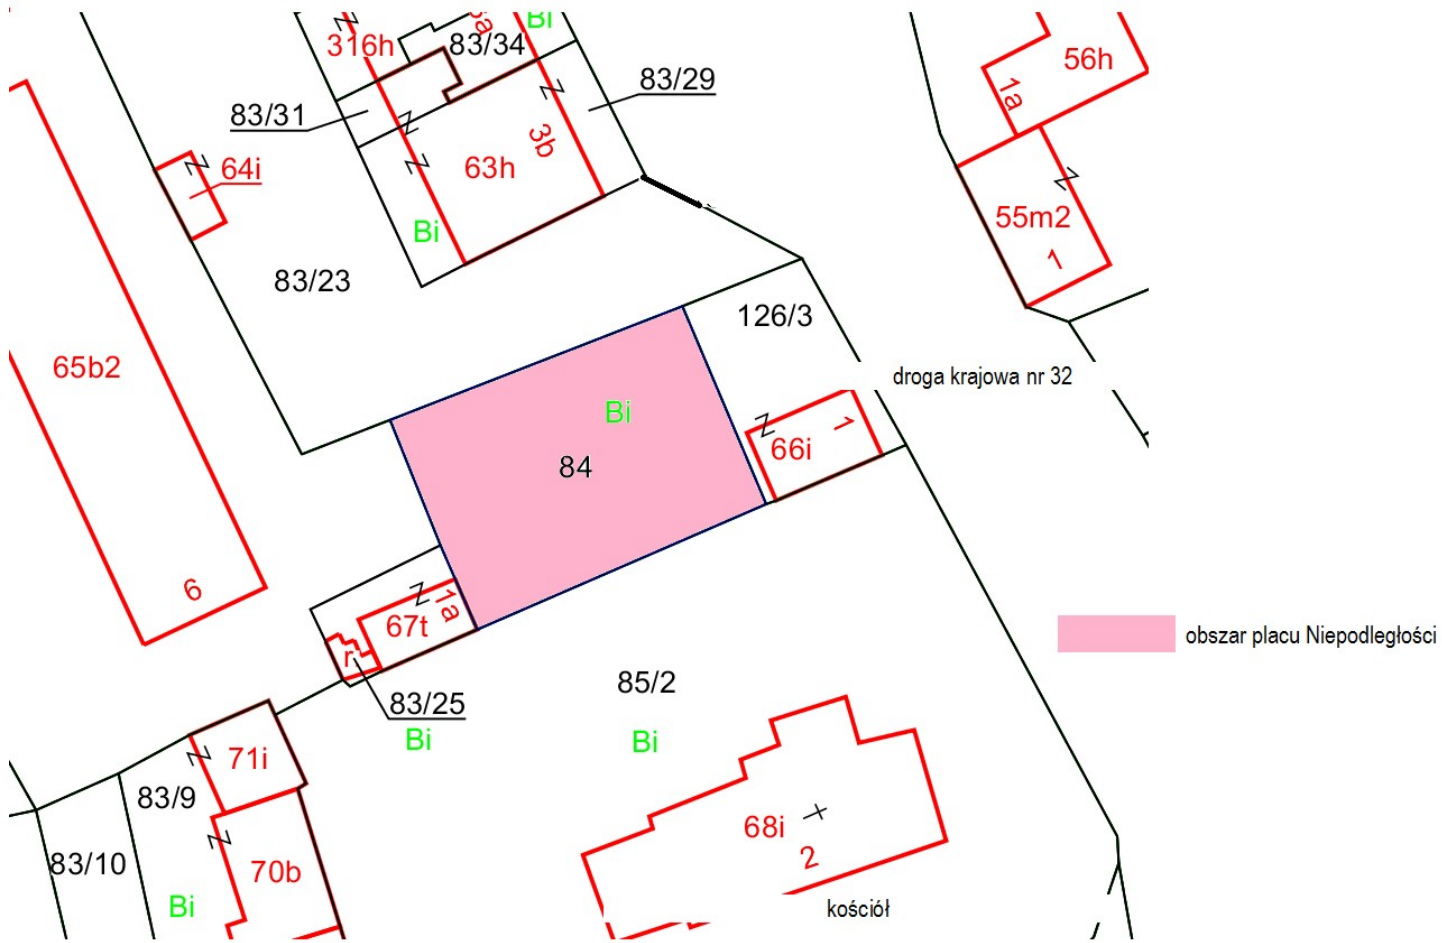 Bi
316h
83/34
83/29
56h
1a
83/31
3b
64i
63h
55m2
1
Bi
83/23
126/3
65b2
droga krajowa nr 32
Bi
1
66i
84
6
1a
67t
obszar placu Niepodległości
r
85/2
83/25
Bi
Bi
71i
83/9
68i
2
83/10
70b
Bi
kościół